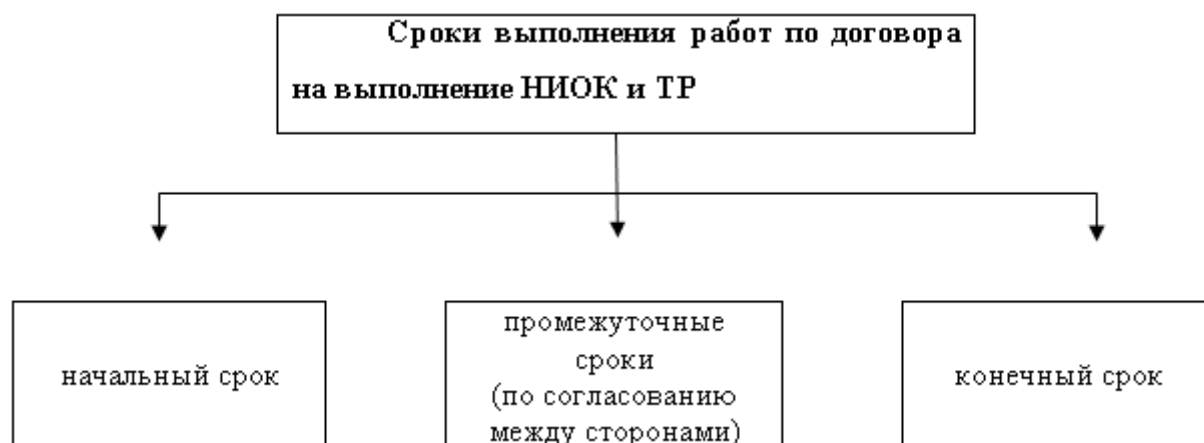 Сроки выполнения работ по договора
на выполнение НИОК и ТР
начальный срок
промежуточные
сроки
(по согласованию
между сторонами)
конечный срок